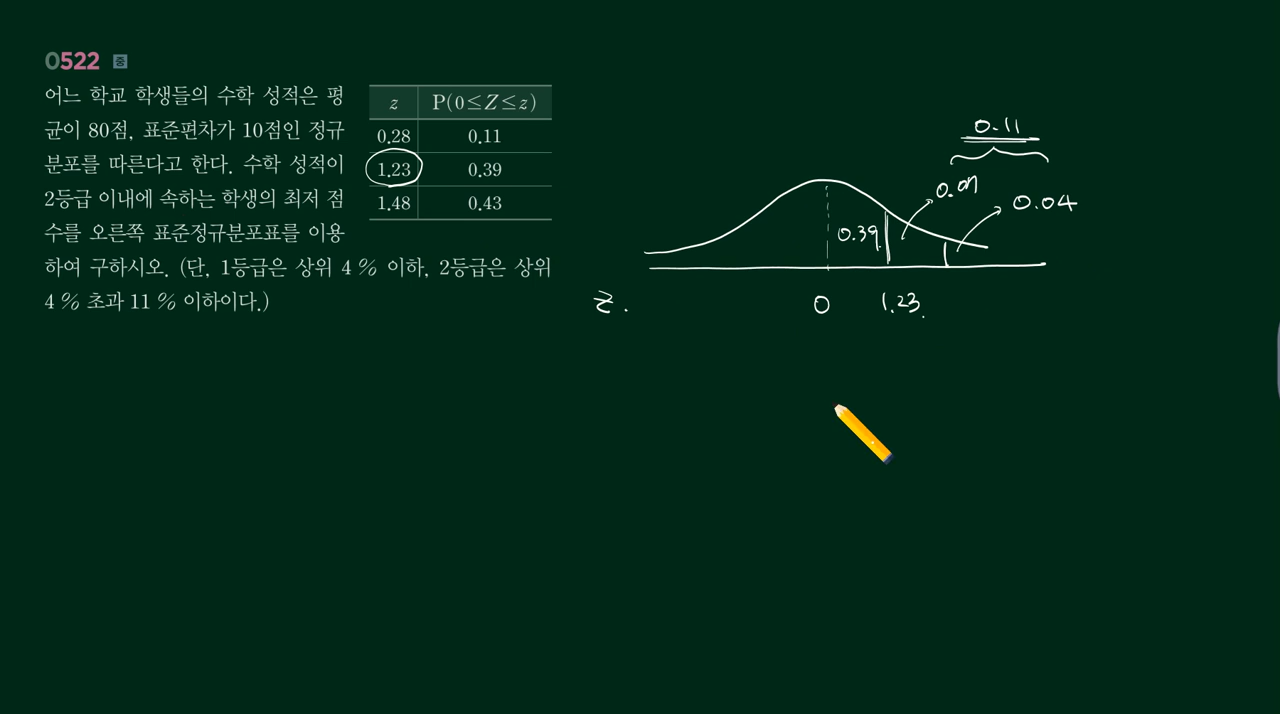 0522 중
어느 학교 학생들의 수학 성적은 평
균이 80점, 표준편차가 10점인 정규
분포를 따른다고 한다. 수학 성적이
2등급 이내에 속하는 학생의 최저 점
수를 오른쪽 표준정규분포표를 이용
하여 구하시오. (단, 1등급은 상위 4 % 이하, 2등급은 상위
4 % 초과 11 % 이하이다.)
z P(0≤Z≤z)
0.28 0.11
1.23 0.39
1.48 0.43
0.11
0.07
0.04
0.39
Z. 0 1.23.